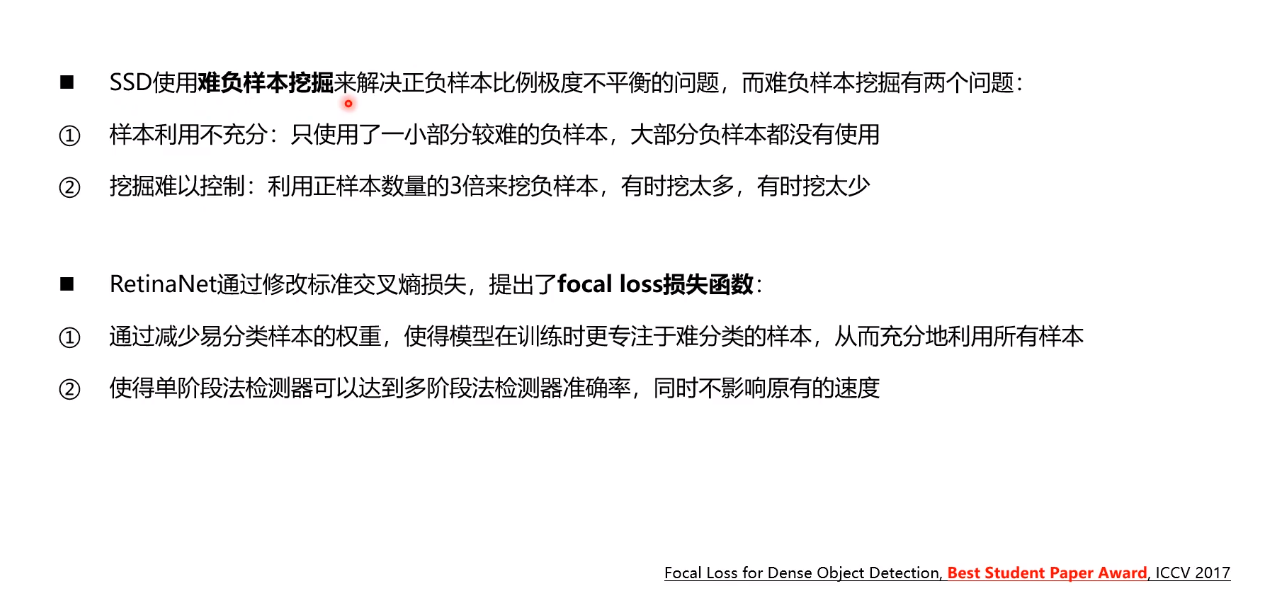 ■ SSD使用难负样本挖掘来解决正负样本比例极度不平衡的问题，而难负样本挖掘有两个问题：
① 样本利用不充分：只使用了一小部分较难的负样本，大部分负样本都没有使用
② 挖掘难以控制：利用正样本数量的3倍来挖负样本，有时挖太多，有时挖太少
■ RetinaNet通过修改标准交叉熵损失，提出了focal loss损失函数：
① 通过减少易分类样本的权重，使得模型在训练时更专注于难分类的样本，从而充分地利用所有样本
② 使得单阶段法检测器可以达到多阶段法检测器准确率，同时不影响原有的速度
Focal Loss for Dense Object Detection, Best Student Paper Award, ICCV 2017